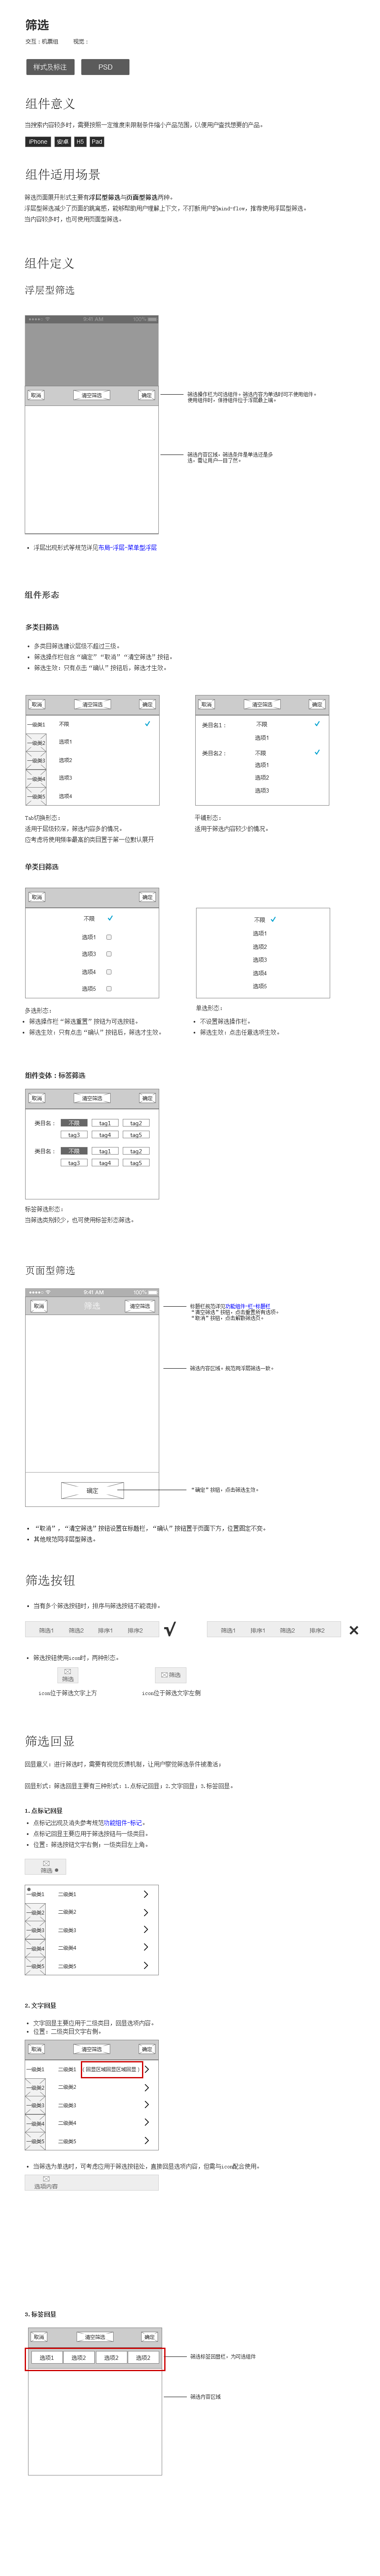 筛选
交互：机票组 视觉：
样式及标注 PSD
组件意义
当搜索内容较多时，需要按照一定维度来限制条件缩小产品范围，以便用户查找想要的产品。
iPhone 安卓 H5 Pad
组件适用场景
筛选页面展开形式主要有浮层型筛选与页面型筛选两种。
浮层型筛选减少了页面的跳离感，能够帮助用户理解上下文，不打断用户的mind-flow，推荐使用浮层型筛选。
当内容较多时，也可使用页面型筛选。
组件定义
浮层型筛选
9:41 AM 100%
取消 清空筛选 确定
筛选操作栏为可选组件。筛选内容为单选时可不使用组件。
使用组件时，保持组件位于浮层最上端。
筛选内容区域。筛选条件是单选还是多
选，需让用户一目了然。
• 浮层出现形式等规范详见布局-浮层-菜单型浮层
组件形态
多类目筛选
• 多类目筛选建议层级不超过三级。
• 筛选操作栏包含“确定”“取消”“清空筛选”按钮。
• 筛选生效：只有点击“确认”按钮后，筛选才生效。
取消 清空筛选 确定
一级类1 不限
一级类2 选项1
一级类3 选项2
一级类4 选项3
一级类5 选项4
Tab切换形态：
适用于层级较深，筛选内容多的情况。
应考虑将使用频率最高的类目置于第一位默认展开
取消 清空筛选 确定
类目名1： 不限
选项1
类目名2： 不限
选项1
选项2
选项3
平铺形态：
适用于筛选内容较少的情况。
单类目筛选
取消 确定
不限
选项1
选项3
选项4
选项5
多选形态：
• 筛选操作栏“筛选重置”按钮为可选按钮。
• 筛选生效：只有点击“确认”按钮后，筛选才生效。
不限
选项1
选项2
选项3
选项4
选项5
单选形态：
• 不设置筛选操作栏。
• 筛选生效：点击任意选项生效。
组件变体：标签筛选
取消 清空筛选 确定
类目名： 不限 tag1 tag2
tag3 tag4 tag5
类目名： 不限 tag1 tag2
tag3 tag4 tag5
标签筛选形态：
当筛选类别较少，也可使用标签形态筛选。
页面型筛选
9:41 AM 100%
取消 筛选 清空筛选
标题栏规范详见功能组件-栏-标题栏
“清空筛选”按钮，点击重置所有选项。
“取消”按钮，点击解散筛选页。
筛选内容区域。规范同浮层筛选一致。
确定
“确定”按钮，点击筛选生效。
• “取消”，“清空筛选”按钮设置在标题栏，“确认”按钮置于页面下方，位置固定不变。
• 其他规范同浮层型筛选。
筛选按钮
• 当有多个筛选按钮时，排序与筛选按钮不能混排。
筛选1 筛选2 排序1 排序2 √
筛选1 排序1 筛选2 排序2 ×
• 筛选按钮使用icon时，两种形态。
筛选
筛选
icon位于筛选文字上方 icon位于筛选文字左侧
筛选回显
回显意义：进行筛选时，需要有视觉反馈机制，让用户察觉筛选条件被激活；
回显形式：筛选回显主要有三种形式：1.点标记回显；2.文字回显；3.标签回显。
1.点标记回显
• 点标记出现及消失参考规范功能组件-标记。
• 点标记回显主要应用于筛选按钮与一级类目。
• 位置：筛选按钮文字右侧；一级类目左上角。
筛选
一级类1 二级类1
一级类2 二级类2
一级类3 二级类3
一级类4 二级类4
一级类5 二级类5
2.文字回显
• 文字回显主要应用于二级类目，回显选项内容。
• 位置：二级类目文字右侧。
取消 清空筛选 确定
一级类1 二级类1 （回显区域回显区域回显）
一级类2 二级类2
一级类3 二级类3
一级类4 二级类4
一级类5 二级类5
• 当筛选为单选时，可考虑应用于筛选按钮处，直接回显选项内容，但需与icon配合使用。
选项内容
3.标签回显
取消 清空筛选 确定
选项1 选项2 选项2 选项2
筛选标签回显栏，为可选组件
筛选内容区域